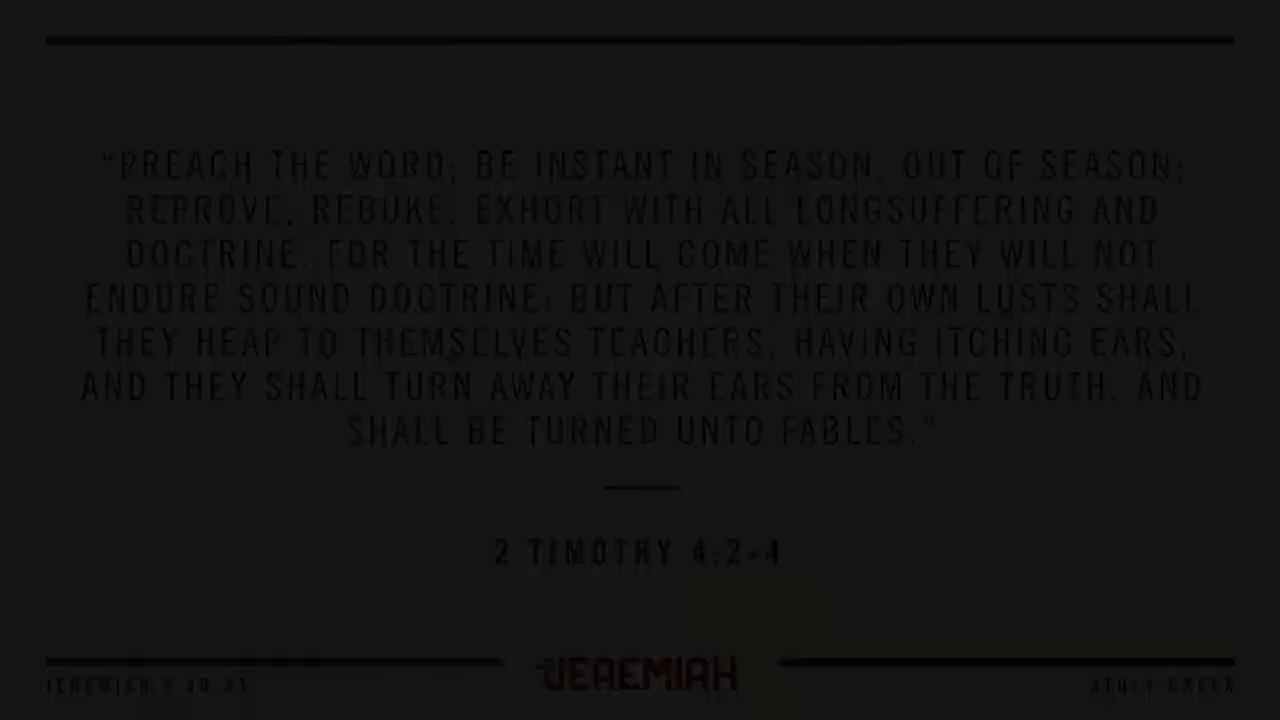 “PREACH THE WORD; BE INSTANT IN SEASON, OUT OF SEASON;
REPROVE, REBUKE, EXHORT WITH ALL LONGSUFFERING AND
DOCTRINE. FOR THE TIME WILL COME WHEN THEY WILL NOT
ENDURE SOUND DOCTRINE; BUT AFTER THEIR OWN LUSTS SHALL
THEY HEAP TO THEMSELVES TEACHERS, HAVING ITCHING EARS,
AND THEY SHALL TURN AWAY THEIR EARS FROM THE TRUTH, AND
SHALL BE TURNED UNTO FABLES.”
2 TIMOTHY 4:2-4
JEREMIAH
JEREMIAH